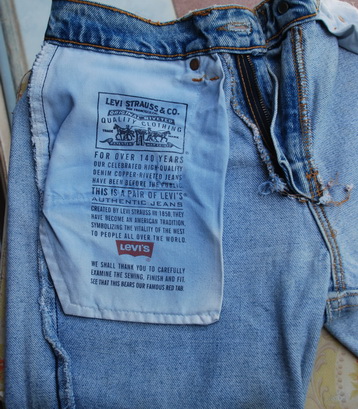 LEVI STRAUSS & CO.
ORIGINAL RIVETED
QUALITY CLOTHING
FOR OVER 140 YEARS
OUR CELEBRATED HIGH QUALITY
DENIM COPPER-RIVETED JEANS
HAVE BEEN BEFORE THE PUBLIC.
THIS IS A PAIR OF LEVI'S®
AUTHENTIC JEANS
CREATED BY LEVI STRAUSS IN 1850, THEY
HAVE BECOME AN AMERICAN TRADITION,
SYMBOLIZING THE VITALITY OF THE WEST
TO PEOPLE ALL OVER THE WORLD
LEVI'S
WE SHALL THANK YOU TO CAREFULLY
EXAMINE THE SEWING, FINISH AND FIT.
SEE THAT THIS BEARS OUR FAMOUS RED TAB